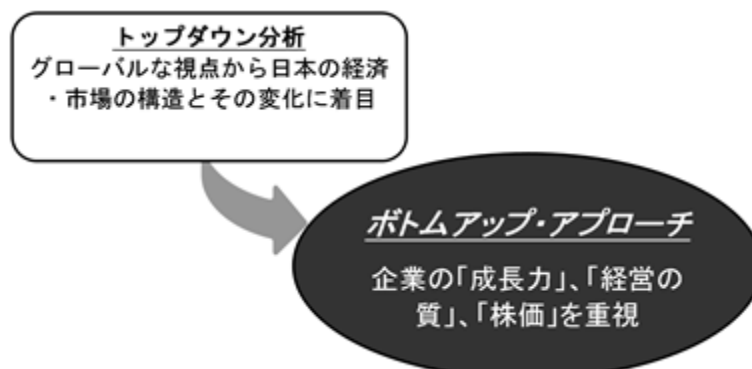 トップダウン分析
グローバルな視点から日本の経済
・市場の構造とその変化に着目
ボトムアップ・アプローチ
企業の「成長力」、「経営の
質」、「株価」を重視